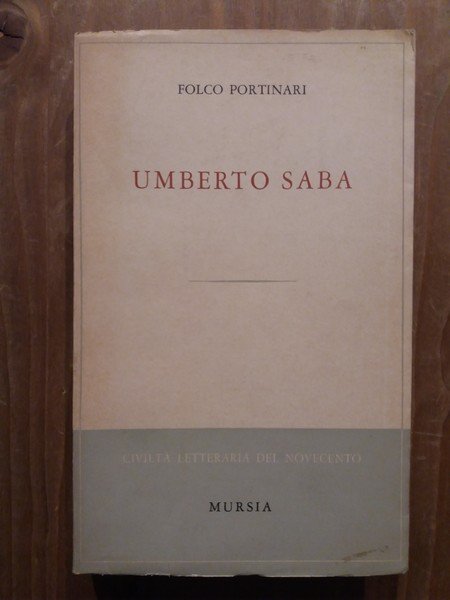 FOLCO PORTINARI
UMBERTO SABA
CIVILTÀ LETTERARIA DEL NOVECENTO
MURSIA